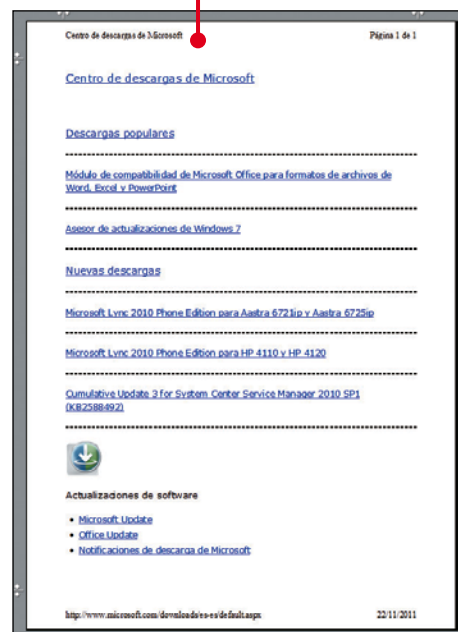 Centro de descargas de Microsoft
Página 1 de 1
Centro de descargas de Microsoft
Descargas populares
Módulo de compatibilidad de Microsoft Office para formatos de archivos de
Word, Excel y PowerPoint
Asesor de actualizaciones de Windows 7
Nuevas descargas
Microsoft Lync 2010 Phone Edition para Aastra 6721ip y Aastra 6725ip
Microsoft Lync 2010 Phone Edition para HP 4110 y HP 4120
Cumulative Update 3 for System Center Service Manager 2010 SP1
(KB2588492)
Actualizaciones de software
• Microsoft Update
• Office Update
• Notificaciones de descarga de Microsoft
http://www.microsoft.com/downloads/es-es/default.aspx
22/11/2011